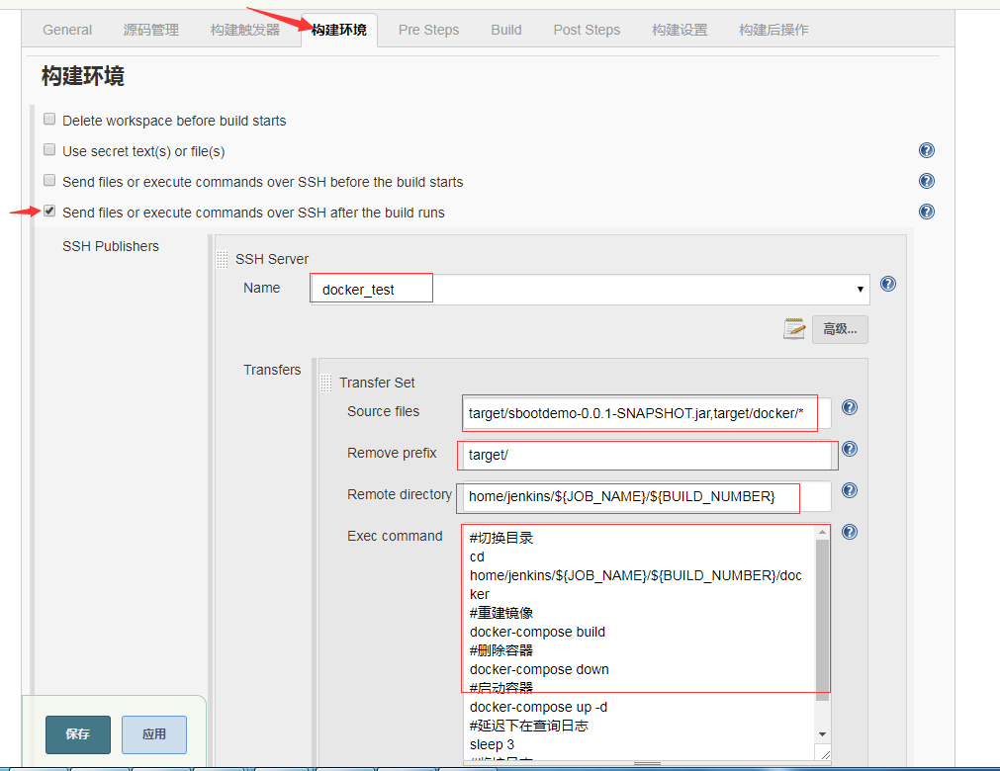 General 源码管理 构建触发器 构建环境 Pre Steps Build Post Steps 构建设置 构建后操作
构建环境
Delete workspace before build starts
Use secret text(s) or file(s)
Send files or execute commands over SSH before the build starts
Send files or execute commands over SSH after the build runs
SSH Publishers
SSH Server
Name docker_test
高级...
Transfers
Transfer Set
Source files target/sbootdemo-0.0.1-SNAPSHOT.jar,target/docker/*
Remove prefix target/
Remote directory home/jenkins/${JOB_NAME}/${BUILD_NUMBER}
Exec command #切换目录
cd
home/jenkins/${JOB_NAME}/${BUILD_NUMBER}/doc
ker
#重建镜像
docker-compose build
#删除容器
docker-compose down
#启动容器
docker-compose up -d
#延迟下在查询日志
sleep 3
保存 应用